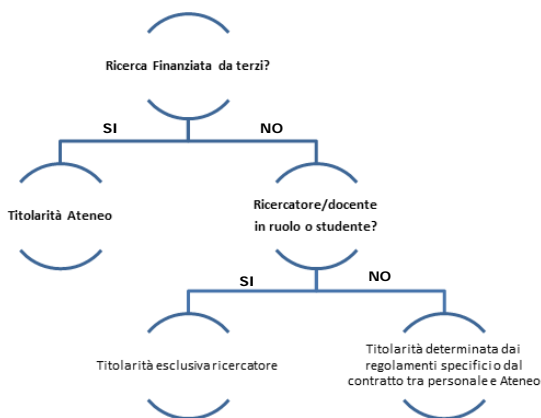 Ricerca Finanziata da terzi?
SI
NO
Titolarità Ateneo
Ricercatore/docente
in ruolo o studente?
SI
NO
Titolarità esclusiva ricercatore
Titolarità determinata dai
regolamenti specifici o dal
contratto tra personale e Ateneo